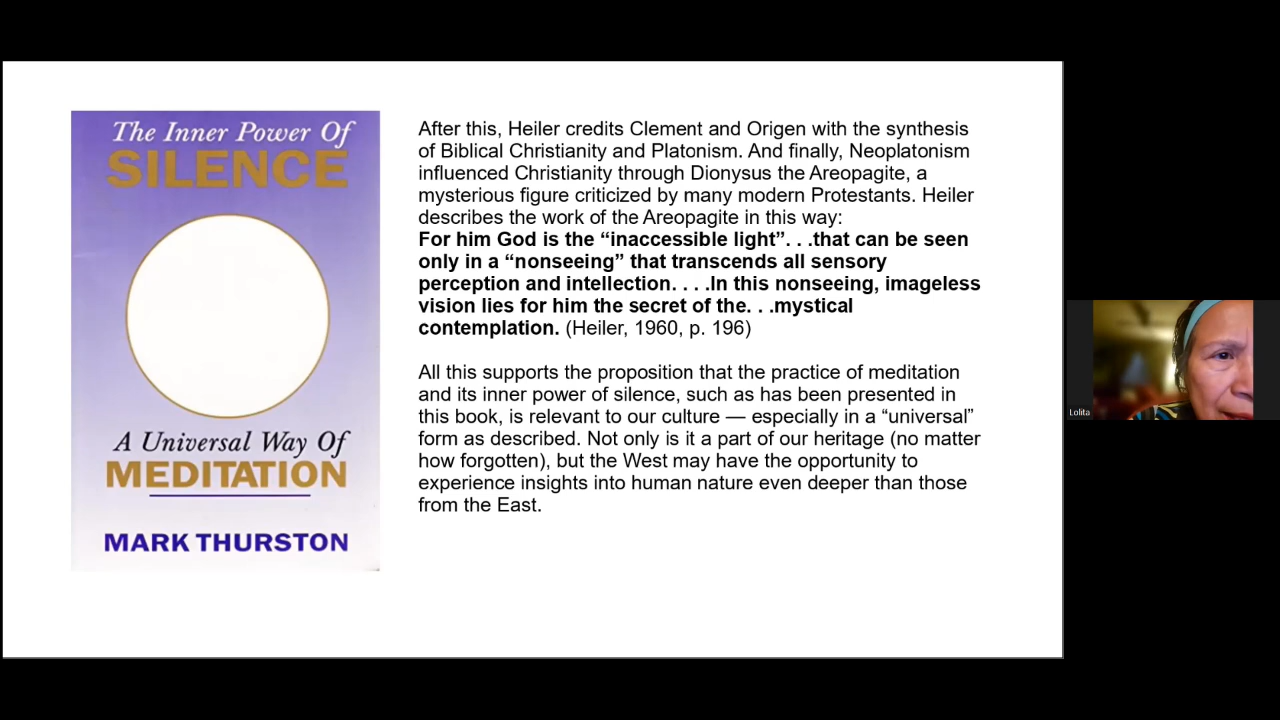 The Inner Power Of
SILENCE
A Universal Way Of
MEDITATION
MARK THURSTON
After this, Heiler credits Clement and Origen with the synthesis
of Biblical Christianity and Platonism. And finally, Neoplatonism
influenced Christianity through Dionysus the Areopagite, a
mysterious figure criticized by many modern Protestants. Heiler
describes the work of the Areopagite in this way:
For him God is the “inaccessible light”. . .that can be seen
only in a “nonseeing” that transcends all sensory
perception and intellection. . . .In this nonseeing, imageless
vision lies for him the secret of the. . .mystical
contemplation. (Heiler, 1960, p. 196)
All this supports the proposition that the practice of meditation
and its inner power of silence, such as has been presented in
this book, is relevant to our culture — especially in a “universal”
form as described. Not only is it a part of our heritage (no matter
how forgotten), but the West may have the opportunity to
experience insights into human nature even deeper than those
from the East.
Lolita